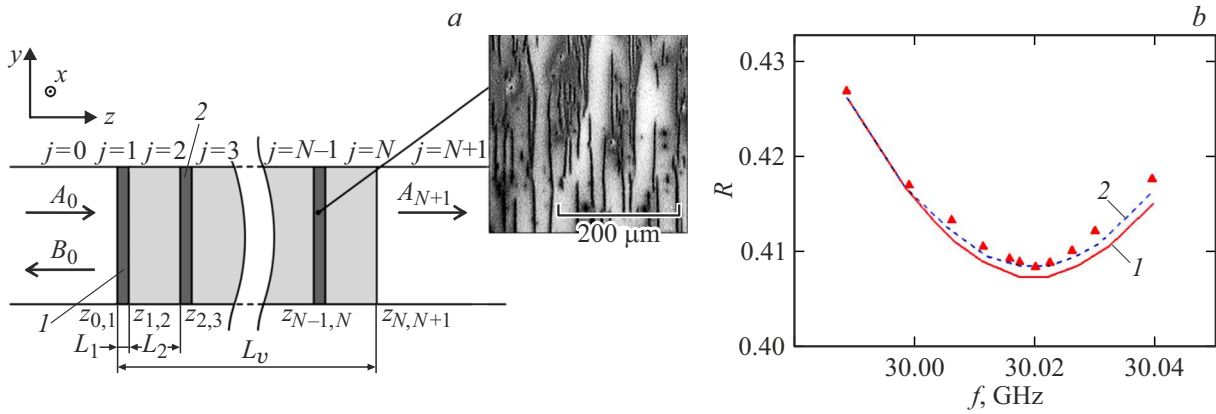 a
y
x
z
2
j=0 j=1 j=2 j=3 j=N–1 j=N j=N+1
A0
AN+1
B0
200 μm
1
z0,1 z1,2 z2,3 zN–1,N zN,N+1
L1 L2 Lv
b
0.43
0.42
R
0.41
0.40
2
1
30.00 30.02 30.04
f, GHz